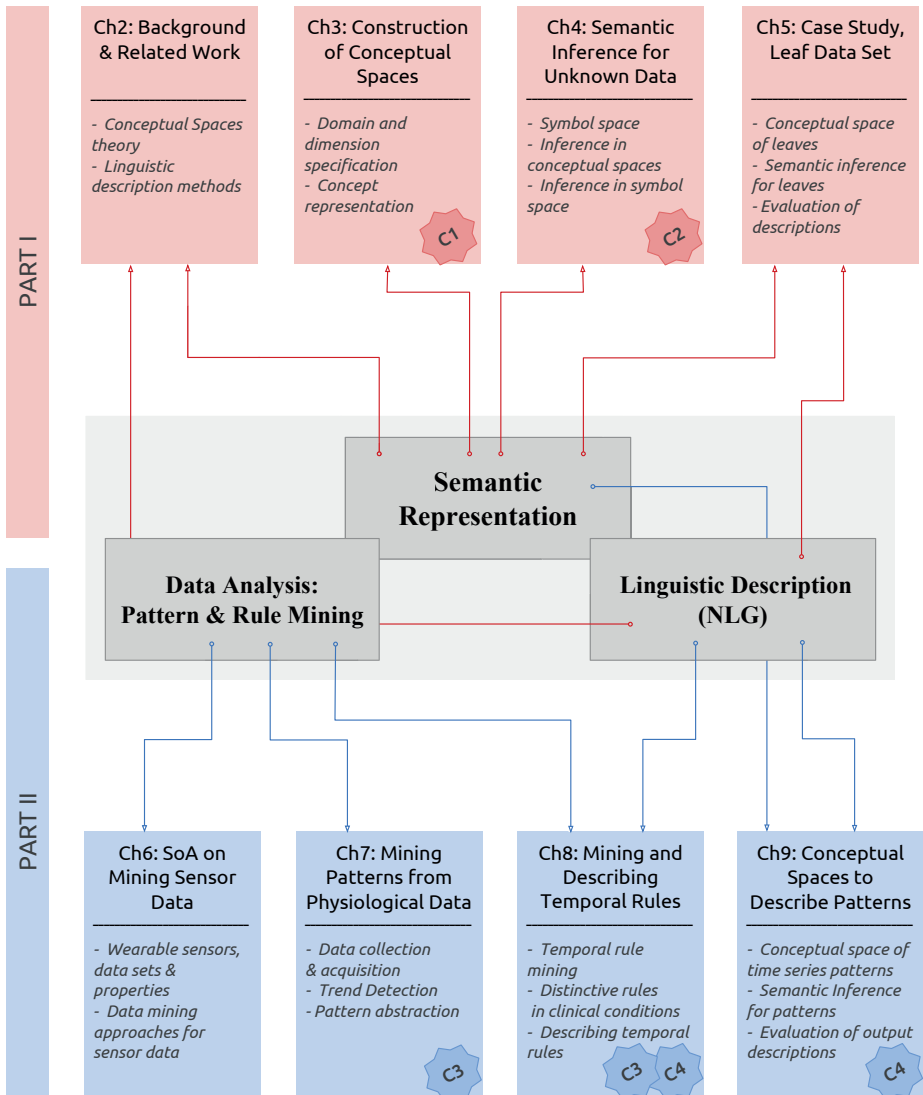 PART I
Ch2: Background
& Related Work
- Conceptual Spaces
theory
- Linguistic
description methods
Ch3: Construction
of Conceptual
Spaces
- Domain and
dimension
specification
- Concept
representation
C1
Ch4: Semantic
Inference for
Unknown Data
- Symbol space
- Inference in
conceptual spaces
- Inference in symbol
space
C2
Ch5: Case Study,
Leaf Data Set
- Conceptual space
of leaves
- Semantic inference
for leaves
- Evaluation of
descriptions
Semantic
Representation
Data Analysis:
Pattern & Rule Mining
Linguistic Description
(NLG)
PART II
Ch6: SoA on
Mining Sensor
Data
- Wearable sensors,
data sets &
properties
- Data mining
approaches for
sensor data
Ch7: Mining
Patterns from
Physiological Data
- Data collection
& acquisition
- Trend Detection
- Pattern abstraction
C3
Ch8: Mining and
Describing
Temporal Rules
- Temporal rule
mining
- Distinctive rules
in clinical conditions
- Describing temporal
rules
C3
C4
Ch9: Conceptual
Spaces to
Describe Patterns
- Conceptual space of
time series patterns
- Semantic Inference
for patterns
- Evaluation of output
descriptions
C4